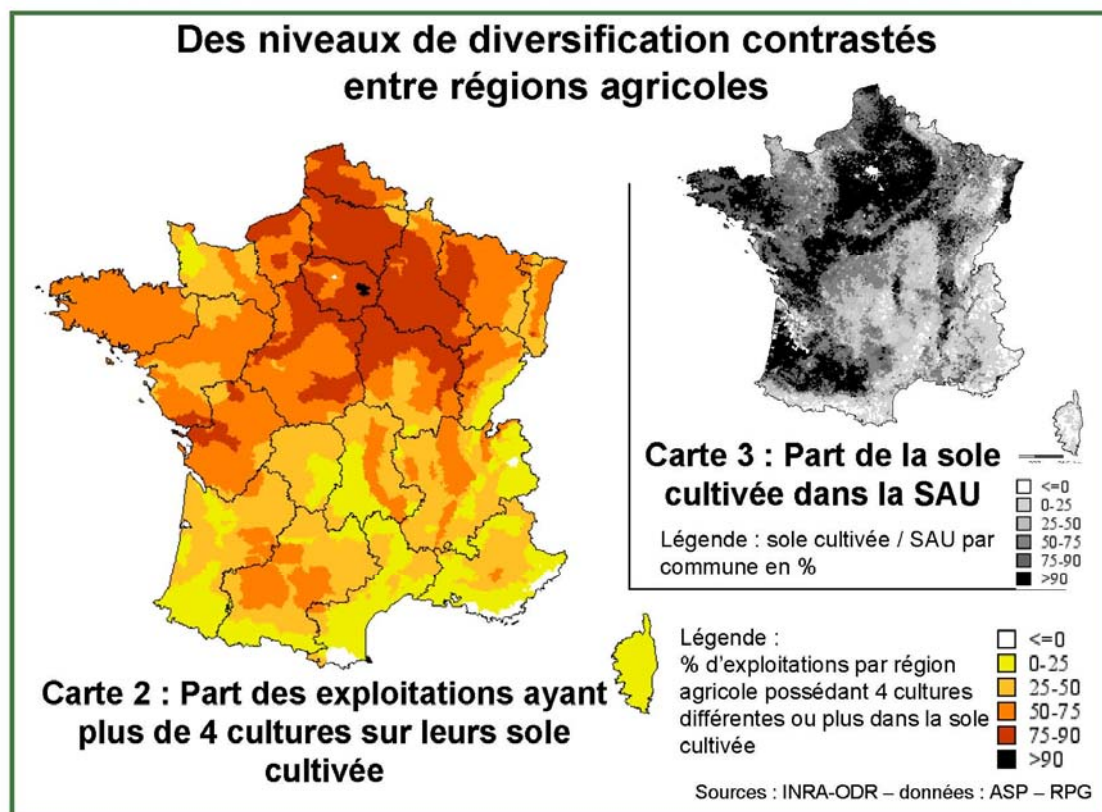 Des niveaux de diversification contrastés
entre régions agricoles
Carte 3 : Part de la sole
cultivée dans la SAU
Légende : sole cultivée / SAU par
commune en %
<=0
0-25
25-50
50-75
75-90
>90
Carte 2 : Part des exploitations ayant
plus de 4 cultures sur leurs sole
cultivée
Légende :
% d'exploitations par région
agricole possédant 4 cultures
différentes ou plus dans la sole
cultivée
<=0
0-25
25-50
50-75
75-90
>90
Sources : INRA-ODR – données : ASP – RPG